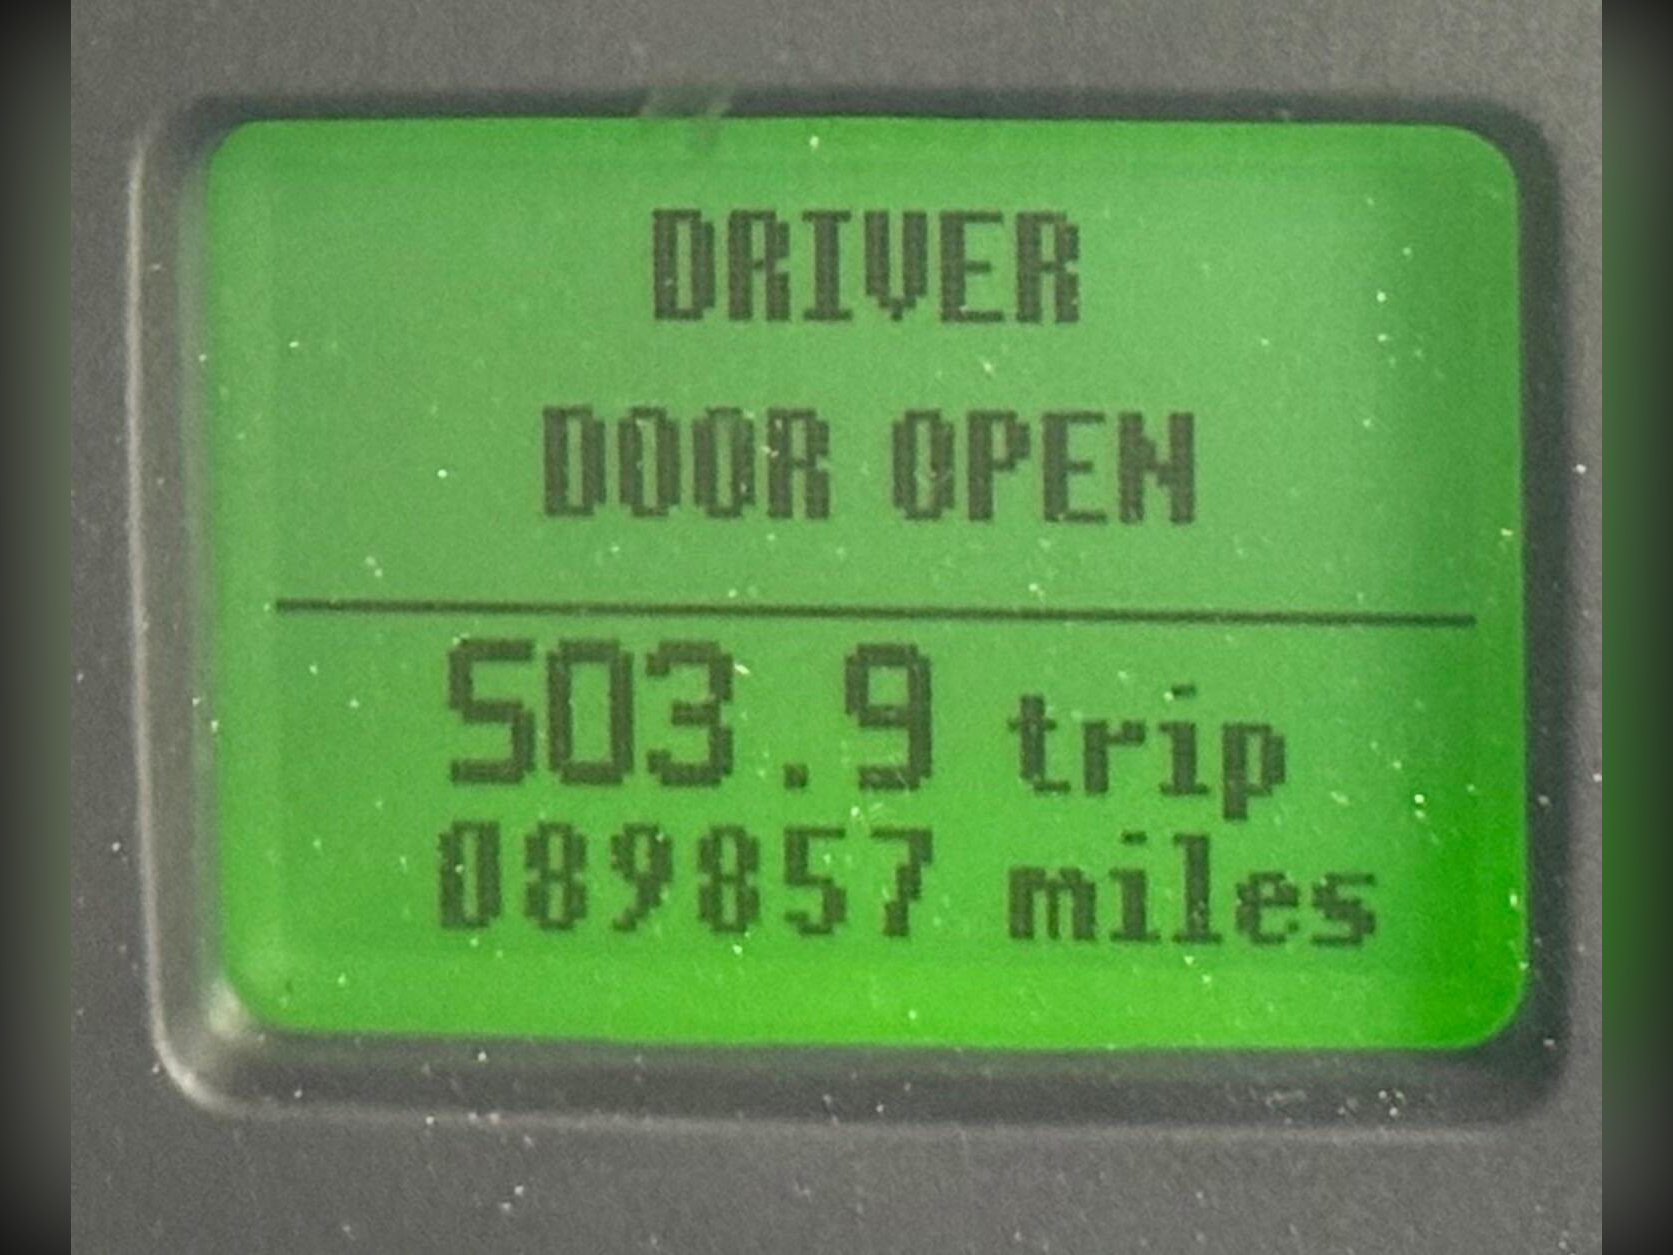 DRIVER
DOOR OPEN
503.9 trip
089857 miles